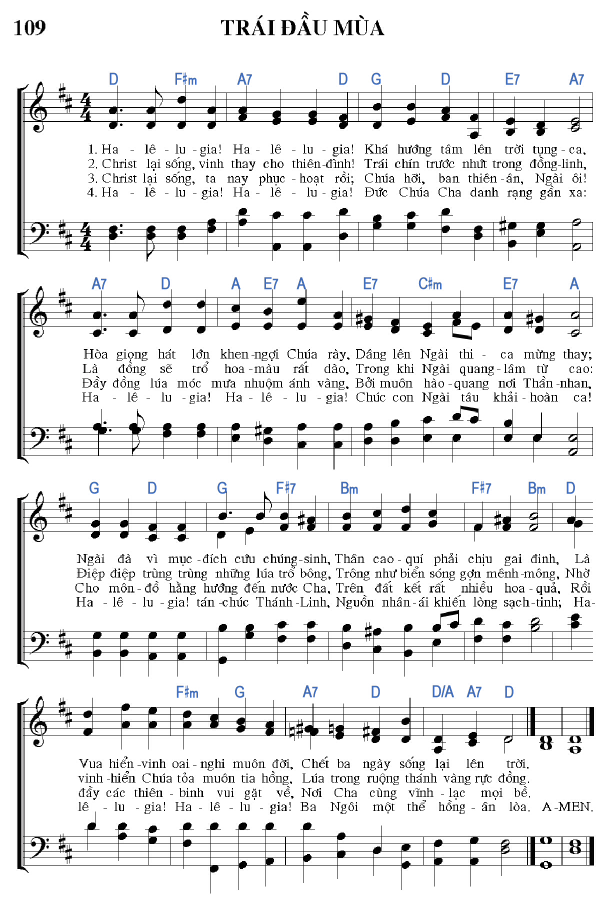 109 TRÁI ĐẦU MÙA
D F#m A7 D G D E7 A7
1. Ha - lê - lu - gia! Ha - lê - lu - gia! Khá hướng tâm lên trời tụng ca,
2. Christ lại sống, vinh thay cho thiên-đình! Trái chín trước nhứt trong đồng-linh,
3. Christ lại sống, ta nay phục-hoạt rồi; Chúa hỡi, ban thiên-ân, Ngài ôi!
4. Ha - lê - lu - gia! Ha - lê - lu - gia! Đức Chúa Cha danh rạng gần xa:
A7 D A E7 A E7 C#m E7 A
Hòa giọng hát lớn khen-ngợi Chúa rày, Dâng lên Ngài thi - ca mừng thay;
Là đồng sẽ trổ hoa-màu rất dào, Trong khi Ngài quang-lâm từ cao:
Đầy đồng lúa móc mưa nhuộm ánh vàng, Bởi muôn hào-quang nơi Thần-nhan,
Ha - lê - lu - gia! Ha - lê - lu - gia! Chúc Con Ngài tấu khải-hoàn ca!
G D G F#7 Bm F#7 Bm D
Ngài đã vì mục-đích cứu chúng-sinh, Thân cao-quí phải chịu gai đinh, Là
Điệp điệp trùng trùng những lúa trổ bông, Trông như biển sóng gợn mênh-mông, Nhờ
Cho môn-đồ hằng hướng đến nước Cha, Trên đất kết rất nhiều hoa-quả, Rồi
Ha - lê - lu - gia! tán-chúc Thánh-Linh, Nguồn nhân-ái khiến lòng sạch-tinh; Ha-
F#m G A7 D D/A A7 D
Vua hiển-vinh oai-nghi muôn đời, Chết ba ngày sống lại lên trời.
vinh-hiển Chúa tỏa muôn tia hồng, Lúa trong ruộng thánh vàng rực đồng.
đầy các thiên-binh vui gặt về, Nơi Cha cùng vĩnh-lạc mọi bề.
lê - lu - gia! Ha - lê - lu - gia! Ba Ngôi một thể hồng-ân lòa. A-MEN.